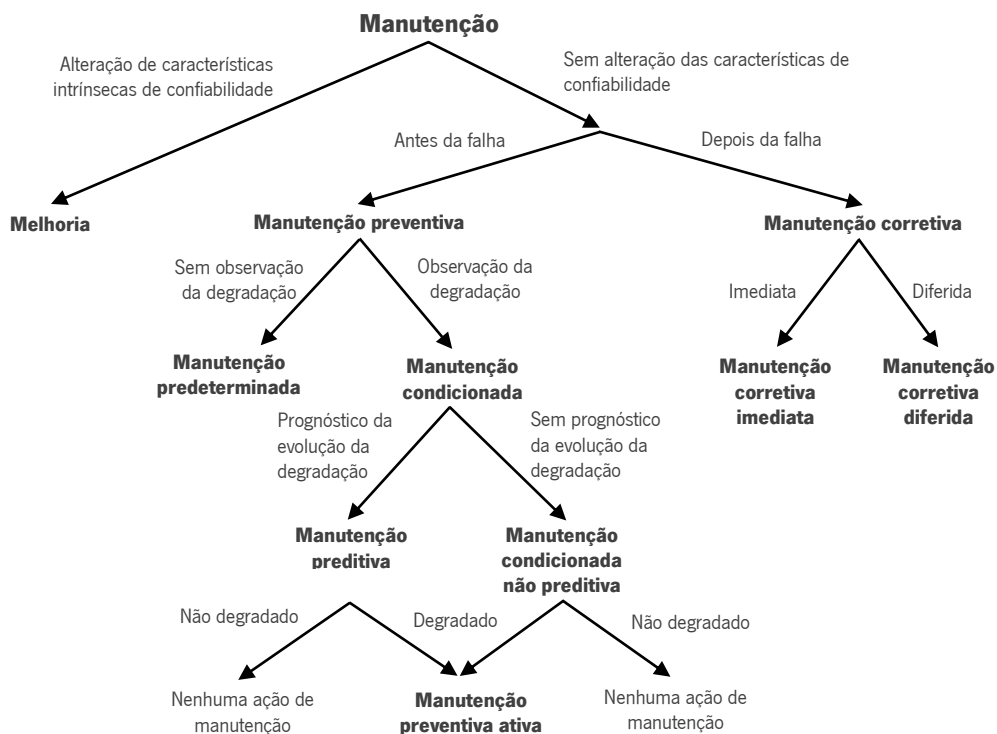 Manutenção
Alteração de características
intrínsecas de confiabilidade
Sem alteração das características de
confiabilidade
Antes da falha
Depois da falha
Melhoria
Manutenção preventiva
Manutenção corretiva
Sem observação
da degradação
Observação da
degradação
Imediata
Diferida
Manutenção
predeterminada
Manutenção
condicionada
Manutenção
corretiva
imediata
Manutenção
corretiva
diferida
Prognóstico da
evolução da
degradação
Sem prognóstico
da evolução da
degradação
Manutenção
preditiva
Manutenção
condicionada
não preditiva
Não degradado
Degradado
Não degradado
Nenhuma ação de
manutenção
Manutenção
preventiva ativa
Nenhuma ação de
manutenção